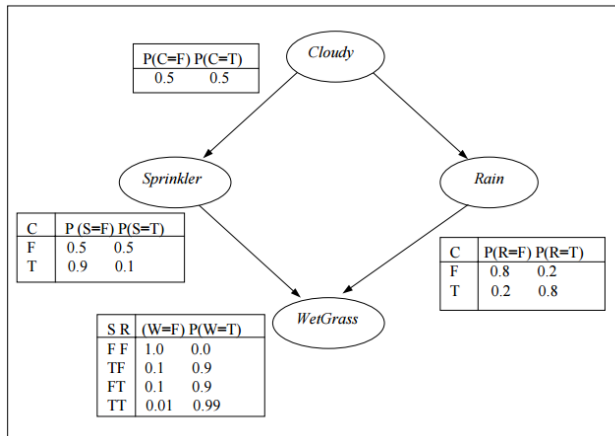 P(C=F) P(C=T)
0.5 0.5
Cloudy
Sprinkler
Rain
C P (S=F) P(S=T)
F 0.5 0.5
T 0.9 0.1
C P(R=F) P(R=T)
F 0.8 0.2
T 0.2 0.8
WetGrass
S R (W=F) P(W=T)
F F 1.0 0.0
TF 0.1 0.9
FT 0.1 0.9
TT 0.01 0.99